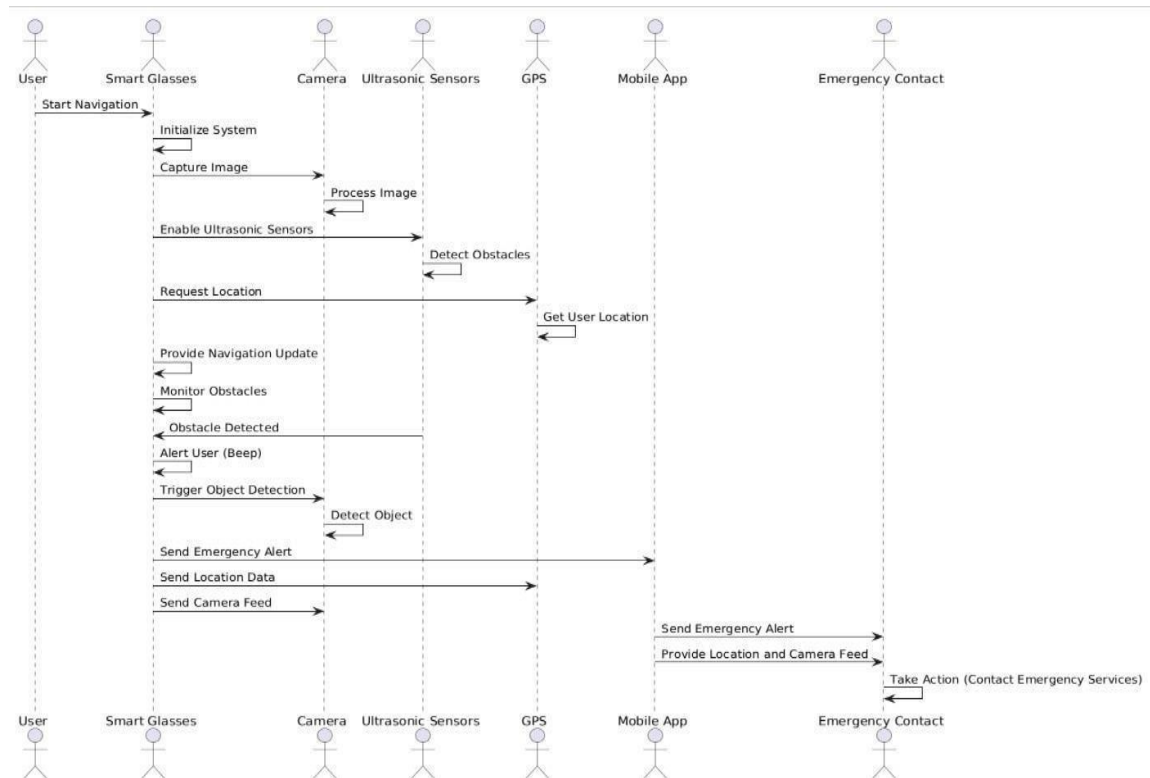 User Smart Glasses Camera Ultrasonic Sensors GPS Mobile App Emergency Contact
Start Navigation
Initialize System
Capture Image
Process Image
Enable Ultrasonic Sensors
Detect Obstacles
Request Location
Get User Location
Provide Navigation Update
Monitor Obstacles
Obstacle Detected
Alert User (Beep)
Trigger Object Detection
Detect Object
Send Emergency Alert
Send Location Data
Send Camera Feed
Send Emergency Alert
Provide Location and Camera Feed
Take Action (Contact Emergency Services)
User Smart Glasses Camera Ultrasonic Sensors GPS Mobile App Emergency Contact